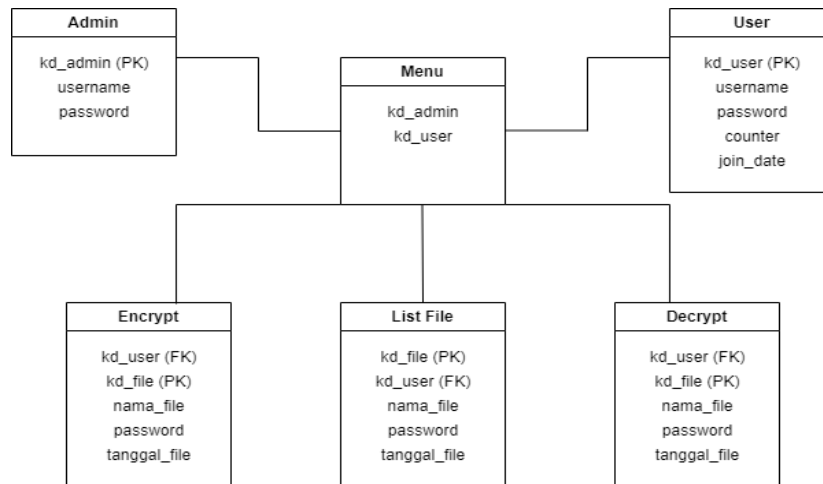 Admin
kd_admin (PK)
username
password
Menu
kd_admin
kd_user
User
kd_user (PK)
username
password
counter
join_date
Encrypt
kd_user (FK)
kd_file (PK)
nama_file
password
tanggal_file
List File
kd_file (PK)
kd_user (FK)
nama_file
password
tanggal_file
Decrypt
kd_user (FK)
kd_file (PK)
nama_file
password
tanggal_file